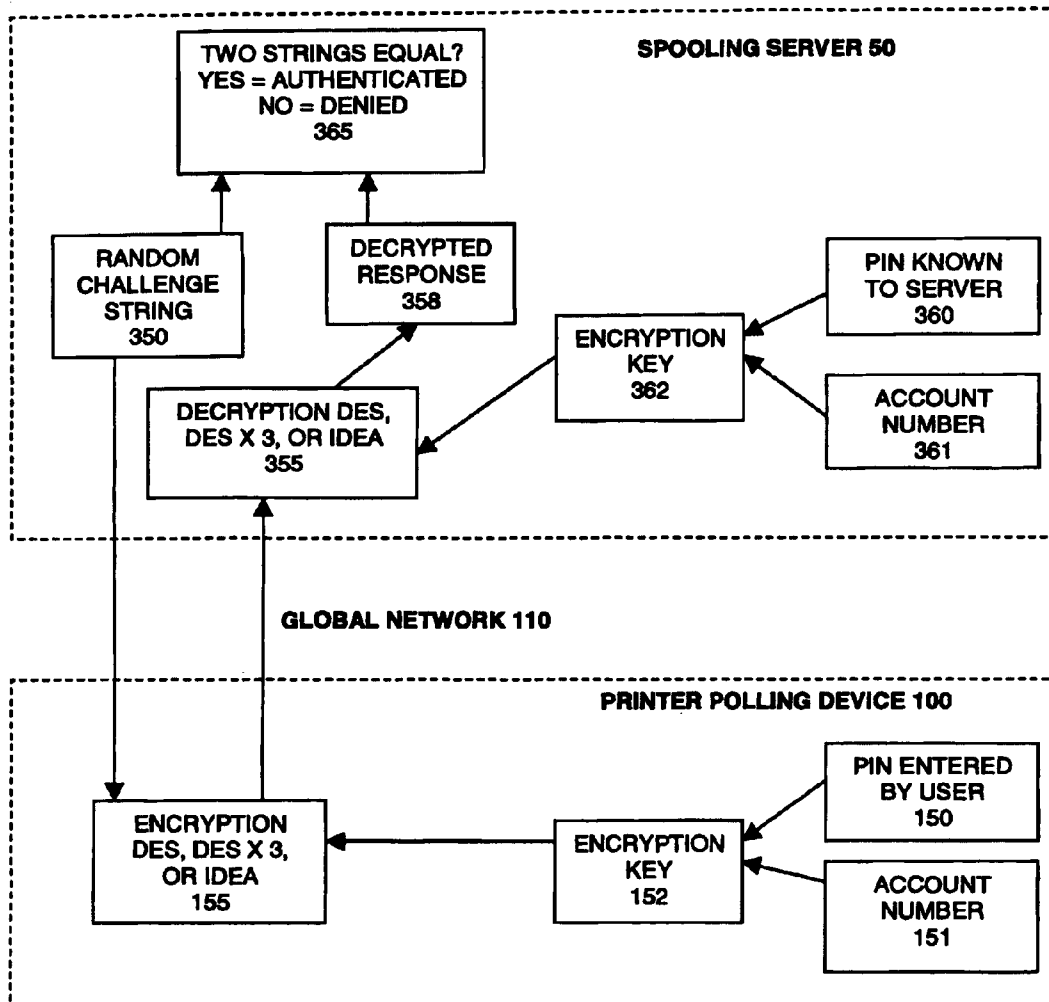 TWO STRINGS EQUAL?
YES = AUTHENTICATED
NO = DENIED
365
SPOOLING SERVER 50
RANDOM
CHALLENGE
STRING
350
DECRYPTED
RESPONSE
358
PIN KNOWN
TO SERVER
360
ENCRYPTION
KEY
362
DECRYPTION DES,
DES X 3, OR IDEA
355
ACCOUNT
NUMBER
361
GLOBAL NETWORK 110
PRINTER POLLING DEVICE 100
PIN ENTERED
BY USER
150
ENCRYPTION
DES, DES X 3,
OR IDEA
155
ENCRYPTION
KEY
152
ACCOUNT
NUMBER
151